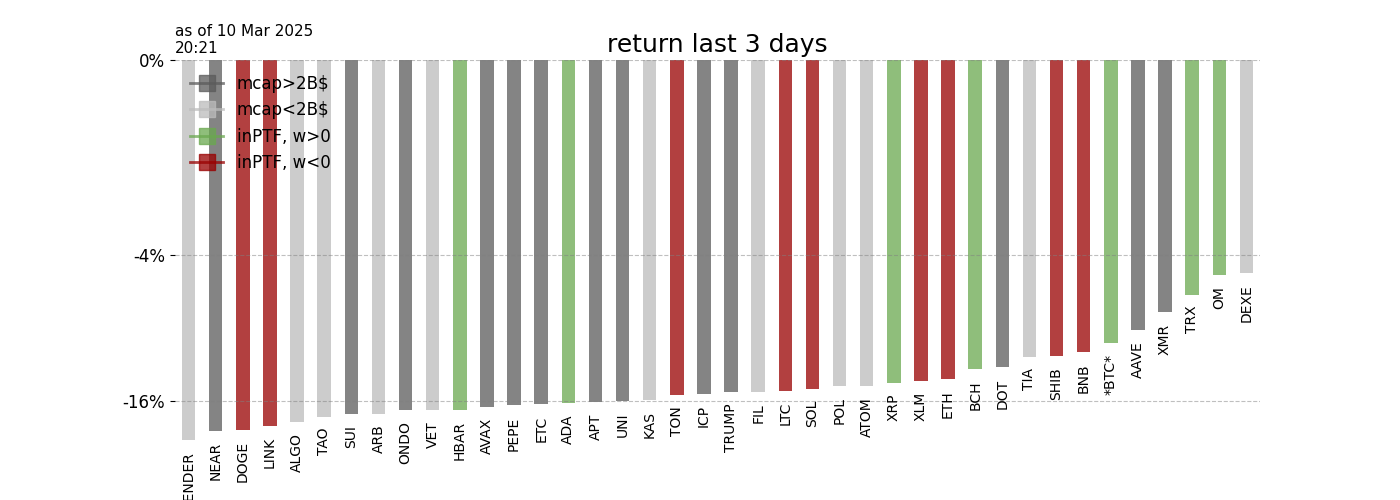 as of 10 Mar 2025
20:21
return last 3 days
0%
-4%
-16%
mcap>2B$
mcap<2B$
inPTF, w>0
inPTF, w<0
ENDER
NEAR
DOGE
LINK
ALGO
TAO
SUI
ARB
ONDO
VET
HBAR
AVAX
PEPE
ETC
ADA
APT
UNI
KAS
TON
ICP
TRUMP
FIL
LTC
SOL
POL
ATOM
XRP
XLM
ETH
BCH
DOT
TIA
SHIB
BNB
*BTC*
AAVE
XMR
TRX
OM
DEXE